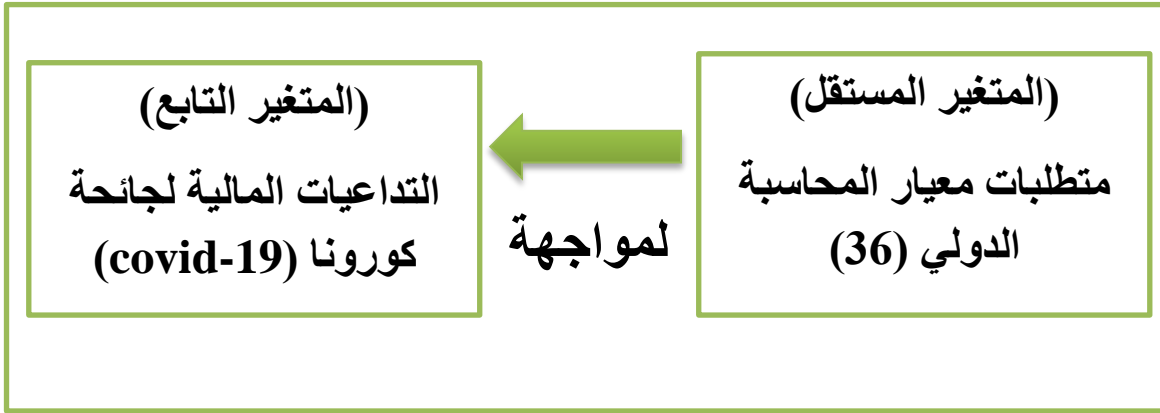 (المتغير المستقل)
متطلبات معيار المحاسبة
الدولي (36)
لمواجهة
(المتغير التابع)
التداعيات المالية لجائحة
كورونا (covid-19)